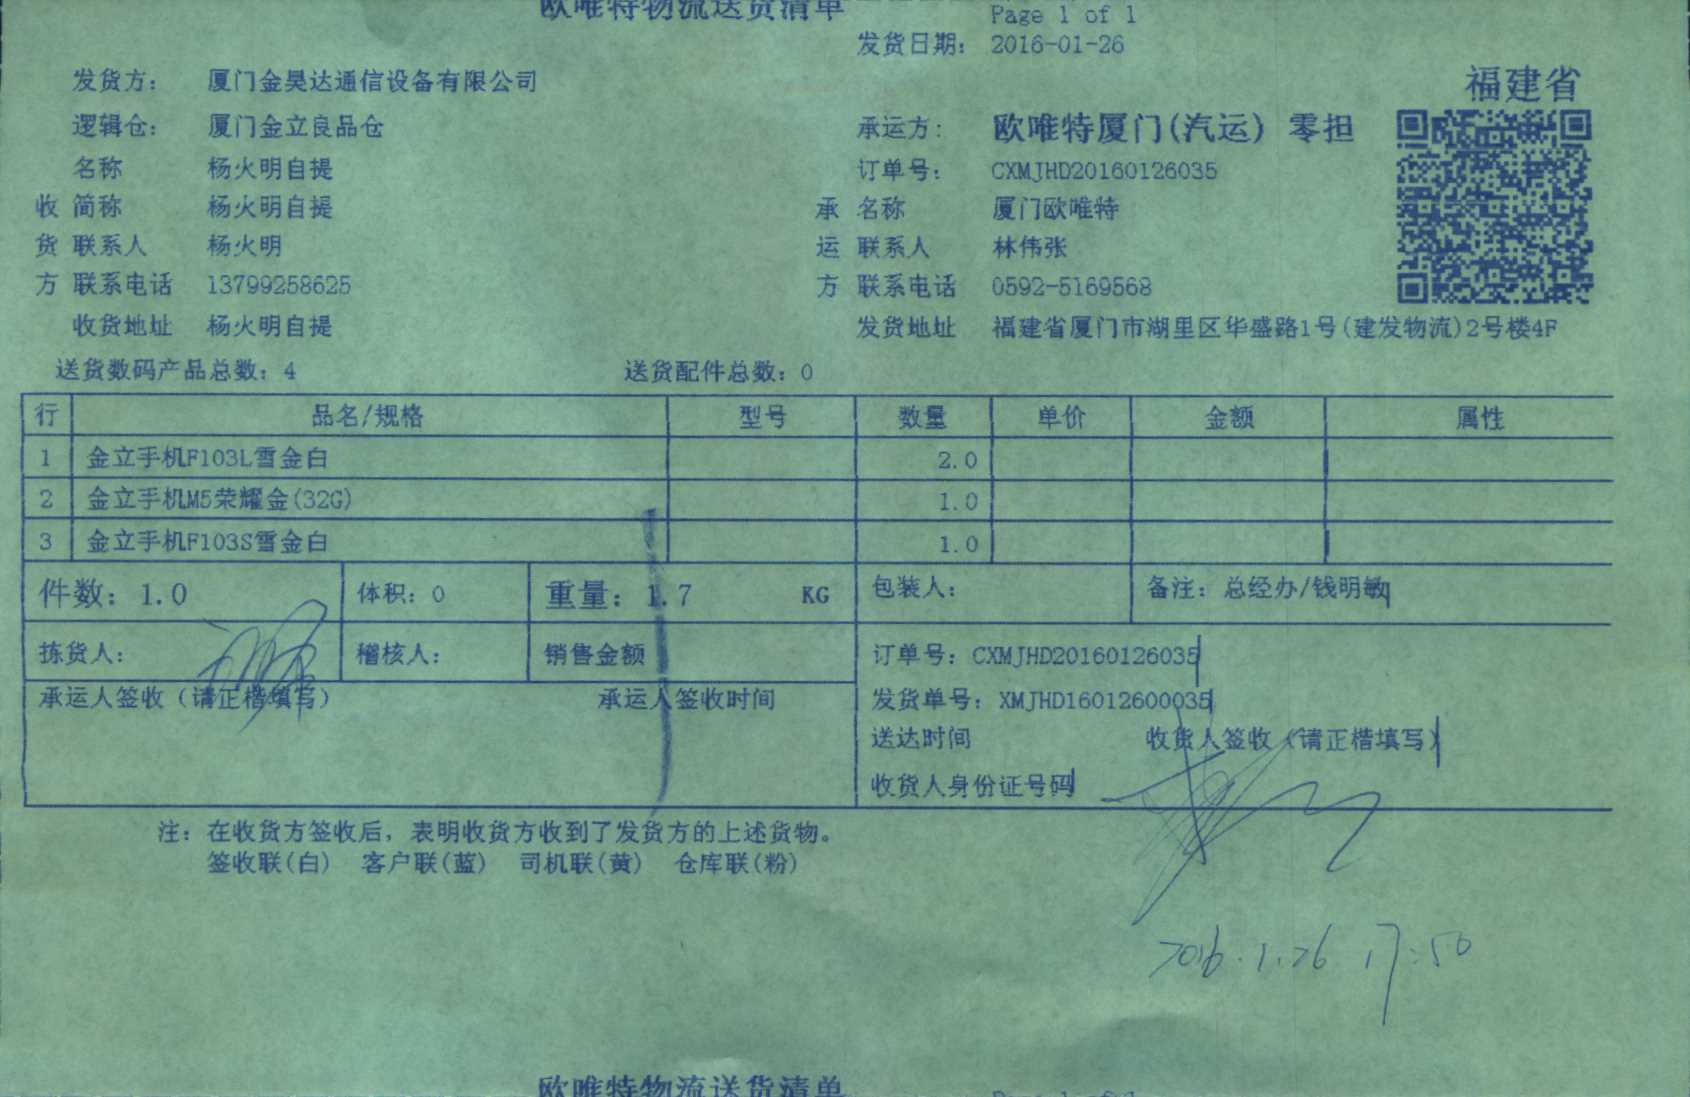 欧唯特物流送货清单
Page 1 of 1
发货日期： 2016-01-26
发货方： 厦门金昊达通信设备有限公司
福建省
逻辑仓： 厦门金立良品仓
承运方： 欧唯特厦门(汽运) 零担
名称 杨火明自提
订单号： CXMJHD20160126035
收 简称 杨火明自提
承 名称 厦门欧唯特
货 联系人 杨火明
运 联系人 林伟张
方 联系电话 13799258625
方 联系电话 0592-5169568
收货地址 杨火明自提
发货地址 福建省厦门市湖里区华盛路1号(建发物流)2号楼4F
送货数码产品总数：4 送货配件总数：0
行 品名/规格 型号 数量 单价 金额 属性
1 金立手机F103L雪金白 2.0
2 金立手机M5荣耀金(32G) 1.0
3 金立手机F103S雪金白 1.0
件数：1.0 体积：0 重量：1.7 KG 包装人： 备注：总经办/钱明敏
拣货人： 稽核人： 销售金额 订单号：CXMJHD20160126035
承运人签收（请正楷填写） 承运人签收时间 发货单号：XMJHD16012600035
送达时间 收货人签收（请正楷填写）
收货人身份证号码
注：在收货方签收后，表明收货方收到了发货方的上述货物。
签收联(白) 客户联(蓝) 司机联(黄) 仓库联(粉)
2016.1.26 17:50
欧唯特物流送货清单
Page 1 of 1